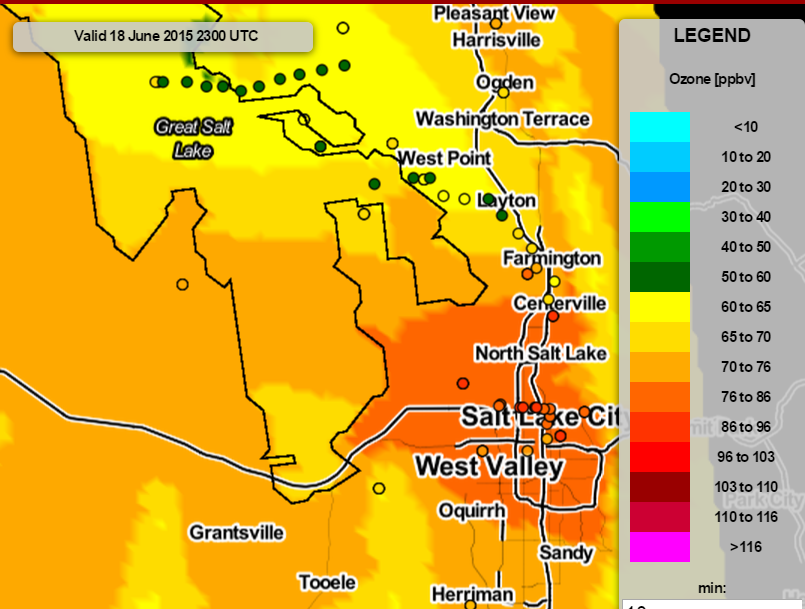 Valid 18 June 2015 2300 UTC
Pleasant View
Harrisville
Ogden
Washington Terrace
Great Salt
Lake
West Point
Layton
Farmington
Centerville
North Salt Lake
Salt Lake City
West Valley
Oquirrh
Grantsville
Sandy
Tooele
Herriman
LEGEND
Ozone [ppbv]
<10
10 to 20
20 to 30
30 to 40
40 to 50
50 to 60
60 to 65
65 to 70
70 to 76
76 to 86
86 to 96
96 to 103
103 to 110
110 to 116
>116
Park City
min: